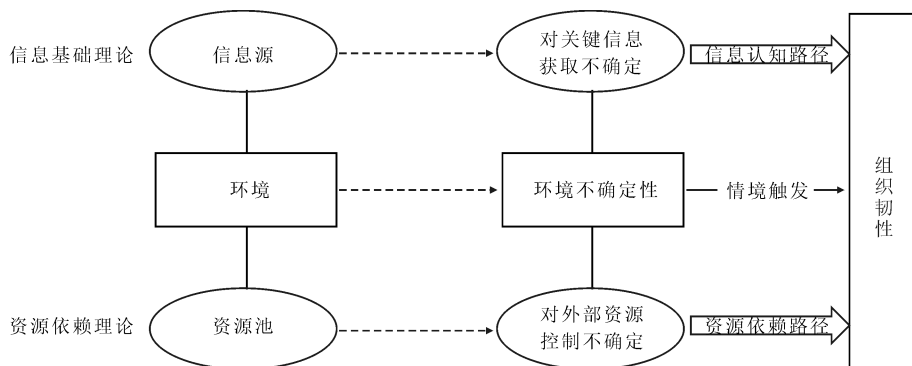 信息基础理论
信息源
对关键信息
获取不确定
信息认知路径
环境
环境不确定性
情境触发
组织韧性
资源依赖理论
资源池
对外部资源
控制不确定
资源依赖路径